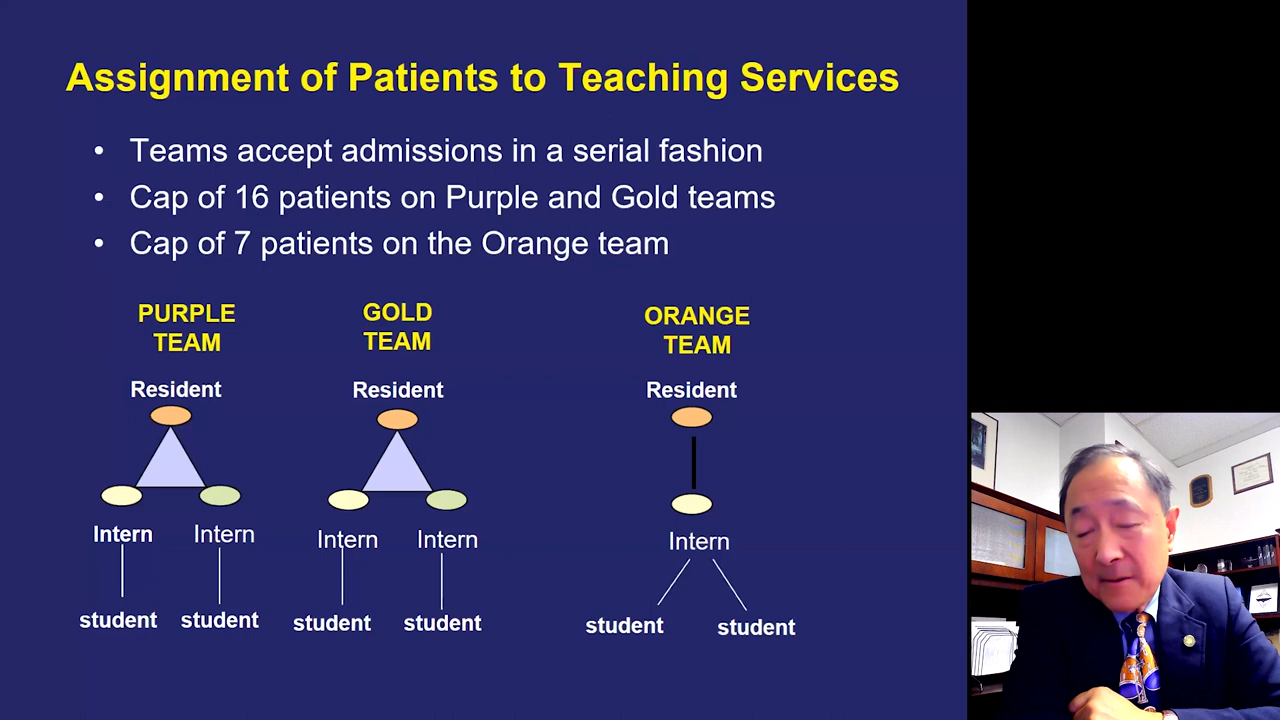 Assignment of Patients to Teaching Services
• Teams accept admissions in a serial fashion
• Cap of 16 patients on Purple and Gold teams
• Cap of 7 patients on the Orange team
PURPLE
TEAM
Resident
Intern Intern
student student
GOLD
TEAM
Resident
Intern Intern
student student
ORANGE
TEAM
Resident
Intern
student student